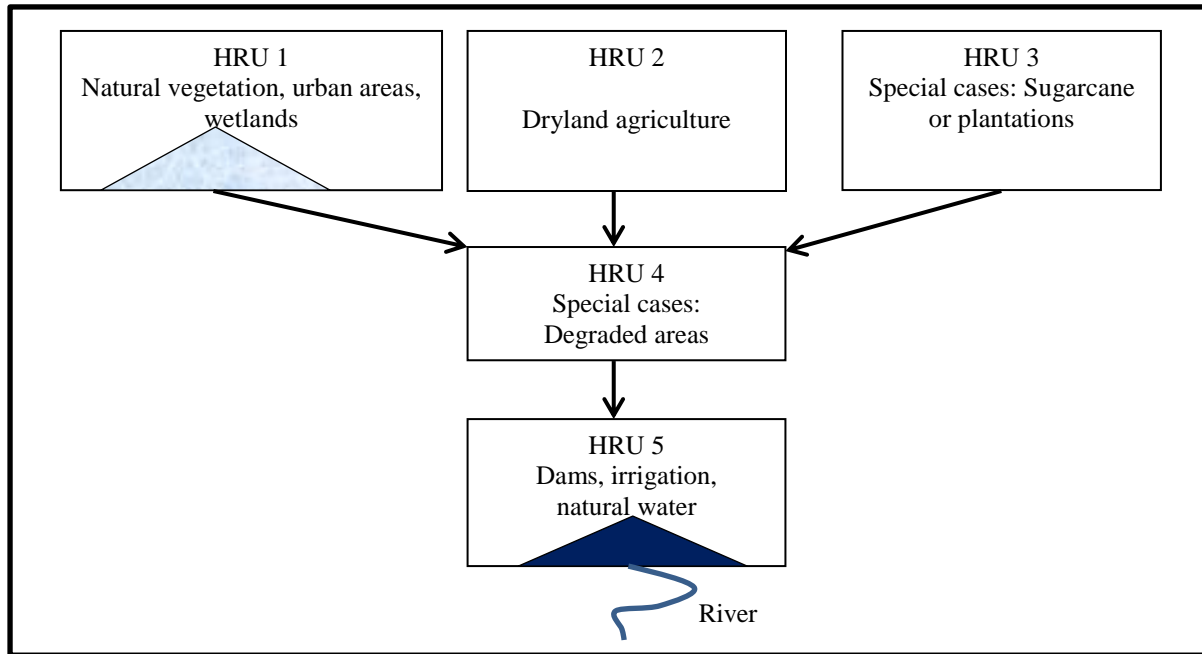 HRU 1
Natural vegetation, urban areas,
wetlands
HRU 2
Dryland agriculture
HRU 3
Special cases: Sugarcane
or plantations
HRU 4
Special cases:
Degraded areas
HRU 5
Dams, irrigation,
natural water
River